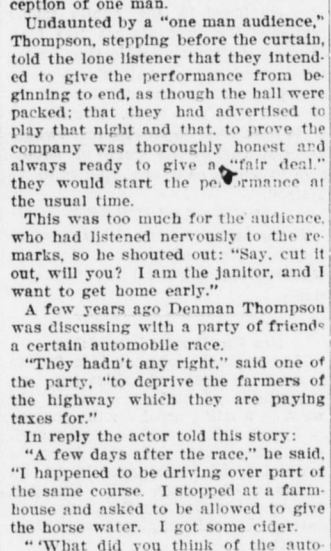 ception of one man.
Undaunted by a "one man audience,"
Thompson, stepping before the curtain,
told the lone listener that they intend-
ed to give the performance from be-
ginning to end, as though the hall were
packed; that they had advertised to
play that night and that, to prove the
company was thoroughly honest and
always ready to give a "fair deal."
they would start the performance at
the usual time.
This was too much for the audience,
who had listened nervously to the re-
marks, so he shouted out: "Say, cut it
out, will you? I am the janitor, and I
want to get home early."
A few years ago Denman Thompson
was discussing with a party of friends
a certain automobile race.
"They hadn't any right," said one of
the party, "to deprive the farmers of
the highway which they are paying
taxes for."
In reply the actor told this story:
"A few days after the race," he said,
"I happened to be driving over part of
the same course. I stopped at a farm-
house and asked to be allowed to give
the horse water. I got some cider.
"'What did you think of the auto-